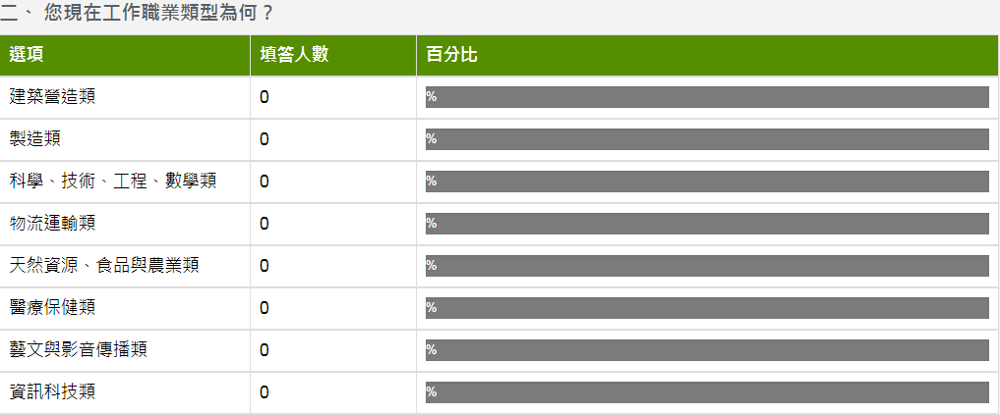 二、 您現在工作職業類型為何？
選項 填答人數 百分比
建築營造類 0 %
製造類 0 %
科學、技術、工程、數學類 0 %
物流運輸類 0 %
天然資源、食品與農業類 0 %
醫療保健類 0 %
藝文與影音傳播類 0 %
資訊科技類 0 %